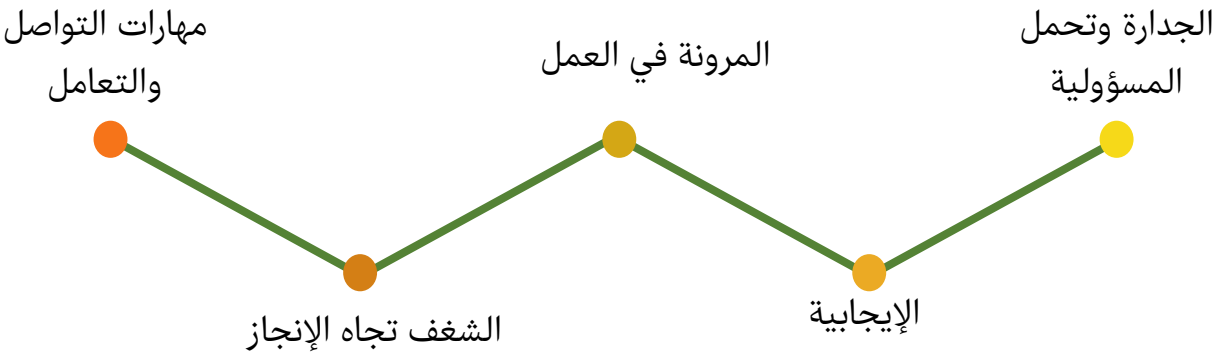 الجدارة وتحمل
المسؤولية
الإيجابية
المرونة في العمل
الشغف تجاه الإنجاز
مهارات التواصل
والتعامل